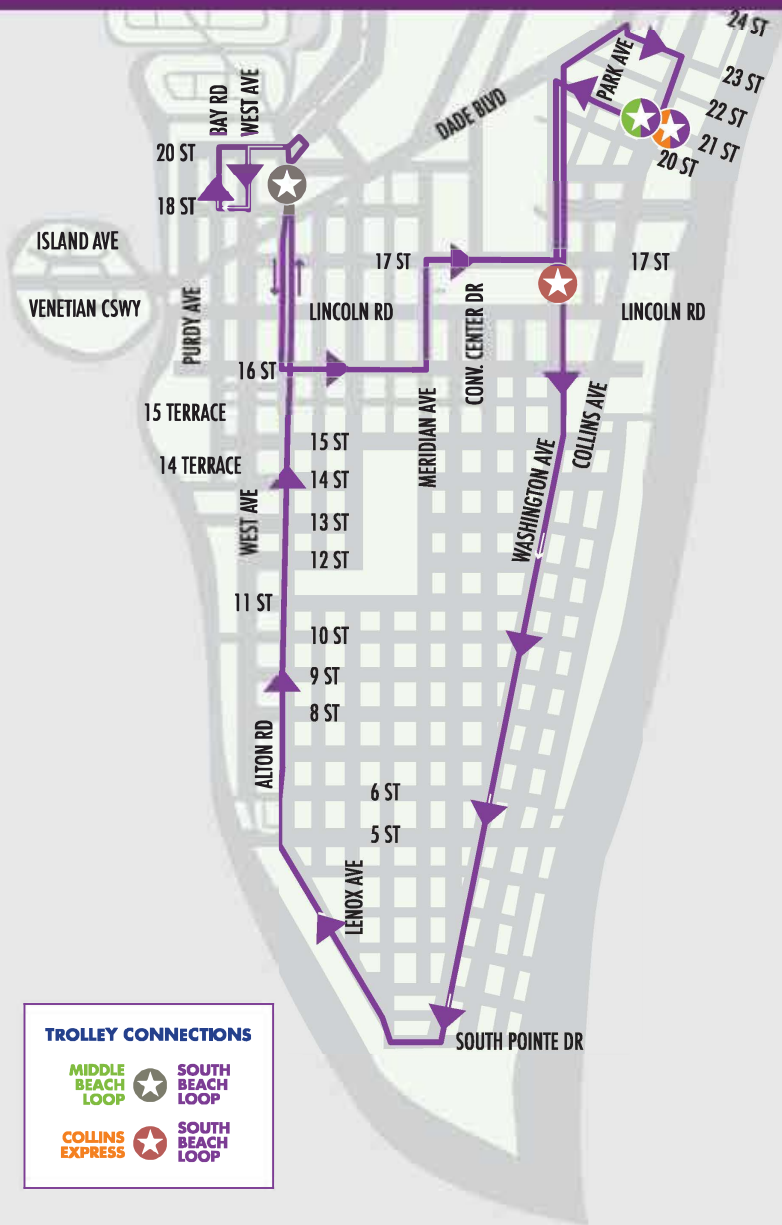 24 ST
PARK AVE
23 ST
BAY RD
WEST AVE
22 ST
DADE BLVD
21 ST
20 ST
20 ST
18 ST
ISLAND AVE
17 ST
17 ST
VENETIAN CSWY
PURDY AVE
LINCOLN RD
CONV. CENTER DR
LINCOLN RD
16 ST
15 TERRACE
MERIDIAN AVE
COLLINS AVE
15 ST
14 TERRACE
14 ST
WASHINGTON AVE
WEST AVE
13 ST
12 ST
11 ST
10 ST
9 ST
8 ST
ALTON RD
6 ST
5 ST
LENOX AVE
SOUTH POINTE DR
TROLLEY CONNECTIONS
MIDDLE
BEACH
LOOP
SOUTH
BEACH
LOOP
COLLINS
EXPRESS
SOUTH
BEACH
LOOP